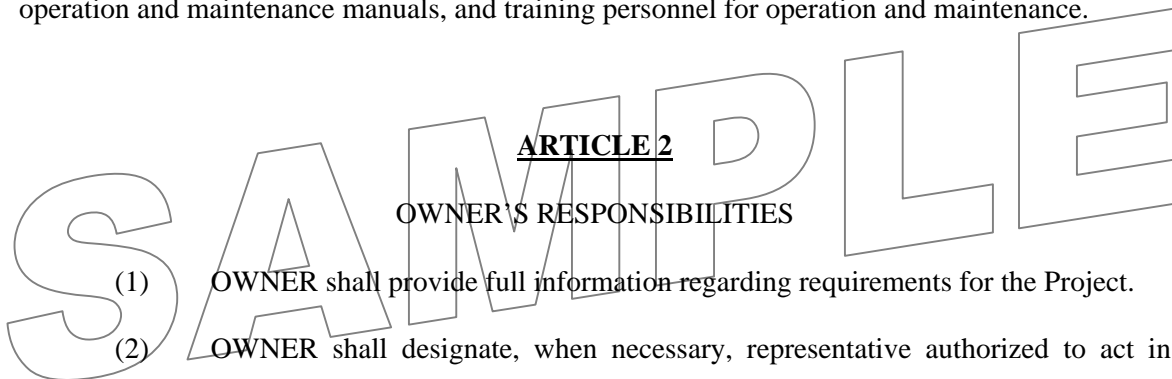 operation and maintenance manuals, and training personnel for operation and maintenance.
ARTICLE 2
OWNER’S RESPONSIBILITIES
(1) OWNER shall provide full information regarding requirements for the Project.
(2) OWNER shall designate, when necessary, representative authorized to act in
SAMPLE